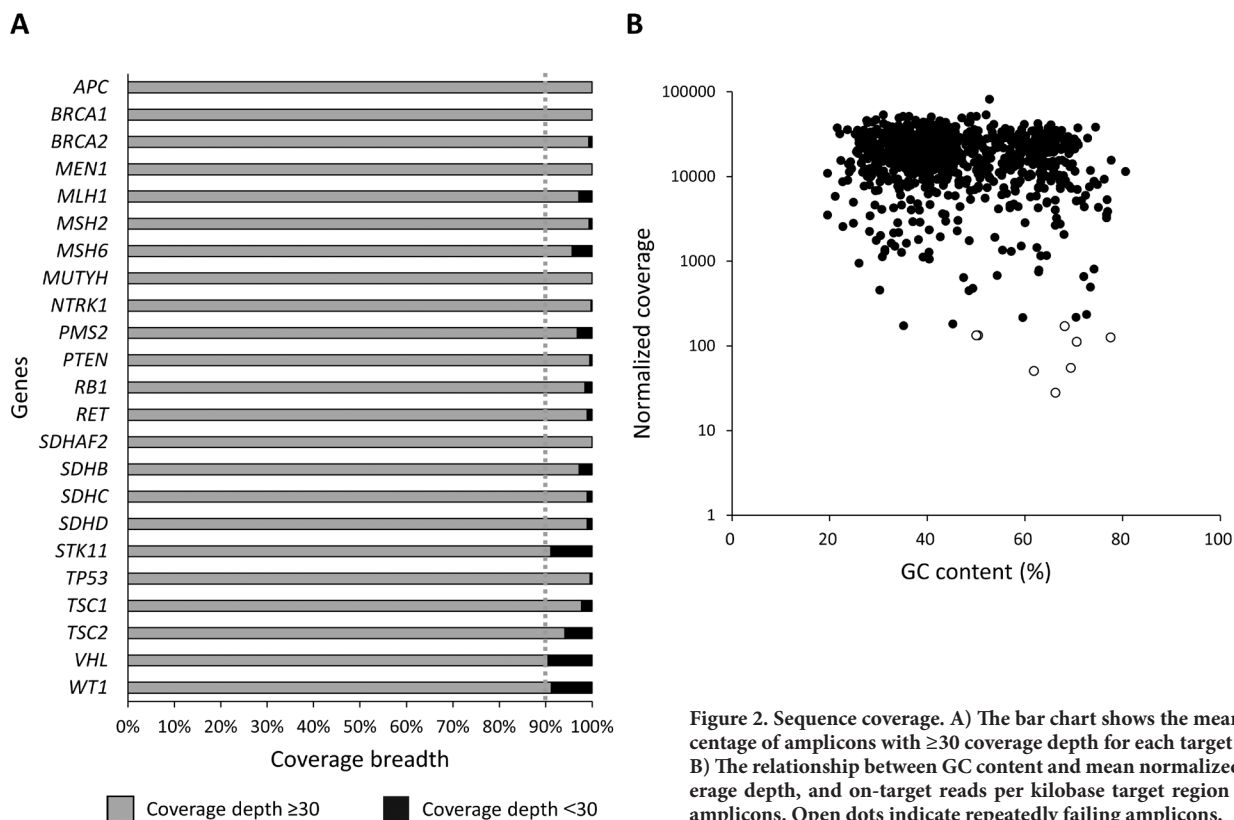 A
B
APC
BRCA1
BRCA2
MEN1
MLH1
MSH2
MSH6
MUTYH
NTRK1
PMS2
PTEN
RB1
RET
SDHAF2
SDHB
SDHC
SDHD
STK11
TP53
TSC1
TSC2
VHL
WT1
Genes
0% 10% 20% 30% 40% 50% 60% 70% 80% 90% 100%
Coverage breadth
Coverage depth ≥30
Coverage depth <30
Normalized coverage
100000
10000
1000
100
10
1
0 20 40 60 80 100
GC content (%)
Figure 2. Sequence coverage. A) The bar chart shows the mean
centage of amplicons with ≥30 coverage depth for each target
B) The relationship between GC content and mean normalized
erage depth, and on-target reads per kilobase target region
amplicons. Open dots indicate repeatedly failing amplicons.